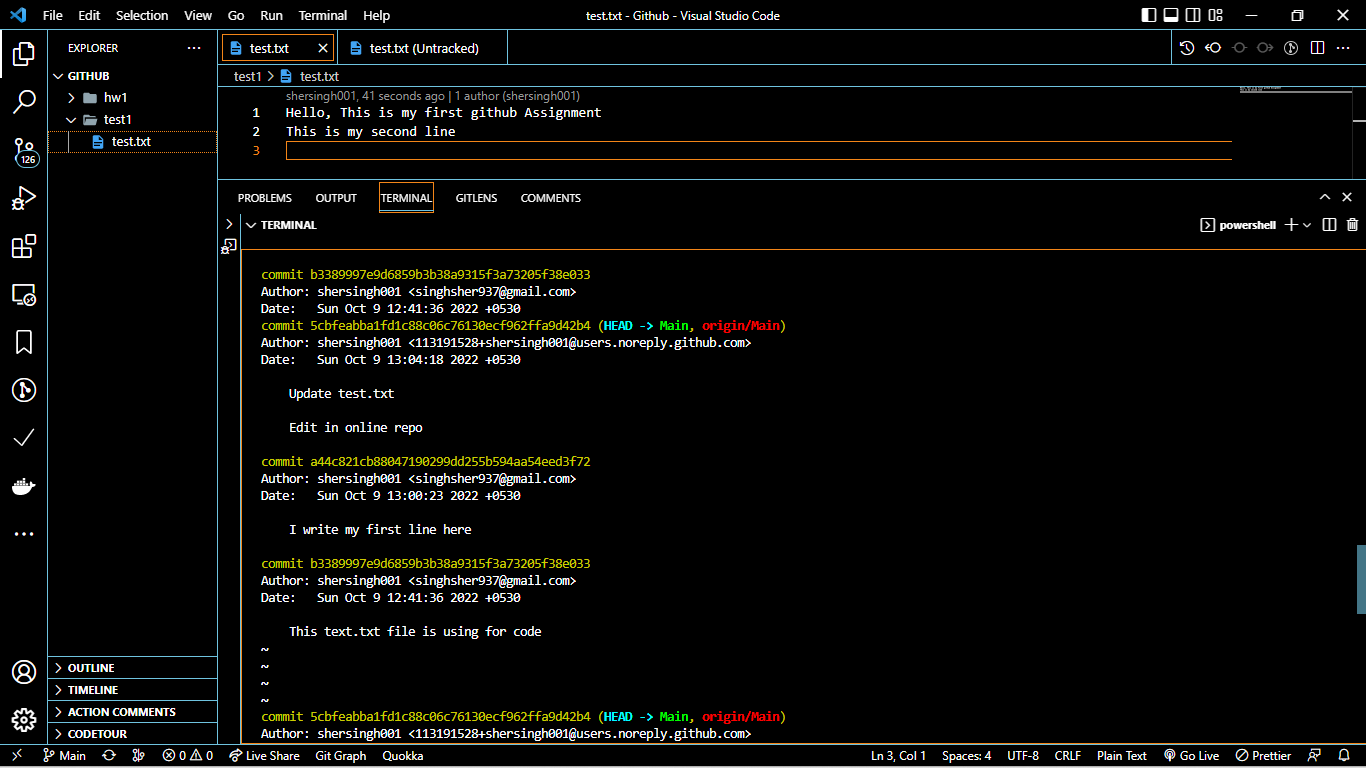 File Edit Selection View Go Run Terminal Help test.txt - Github - Visual Studio Code
EXPLORER
GITHUB
hw1
test1
test.txt
126
OUTLINE
TIMELINE
ACTION COMMENTS
CODETOUR
test.txt
test.txt (Untracked)
test1 > test.txt
shersingh001, 41 seconds ago | 1 author (shersingh001)
1 Hello, This is my first github Assignment
2 This is my second line
3
PROBLEMS OUTPUT TERMINAL GITLENS COMMENTS
TERMINAL
powershell
commit b3389997e9d6859b3b38a9315f3a73205f38e033
Author: shersingh001 <singhsher937@gmail.com>
Date:   Sun Oct 9 12:41:36 2022 +0530
commit 5cbfeabba1fd1c88c06c76130ecf962ffa9d42b4 (HEAD -> Main, origin/Main)
Author: shersingh001 <113191528+shersingh001@users.noreply.github.com>
Date:   Sun Oct 9 13:04:18 2022 +0530
Update test.txt
Edit in online repo
commit a44c821cb88047190299dd255b594aa54eed3f72
Author: shersingh001 <singhsher937@gmail.com>
Date:   Sun Oct 9 13:00:23 2022 +0530
I write my first line here
commit b3389997e9d6859b3b38a9315f3a73205f38e033
Author: shersingh001 <singhsher937@gmail.com>
Date:   Sun Oct 9 12:41:36 2022 +0530
This text.txt file is using for code
~
~
~
~
commit 5cbfeabba1fd1c88c06c76130ecf962ffa9d42b4 (HEAD -> Main, origin/Main)
Author: shersingh001 <113191528+shersingh001@users.noreply.github.com>
Main 0 0 Live Share Git Graph Quokka Ln 3, Col 1 Spaces: 4 UTF-8 CRLF Plain Text Go Live Prettier